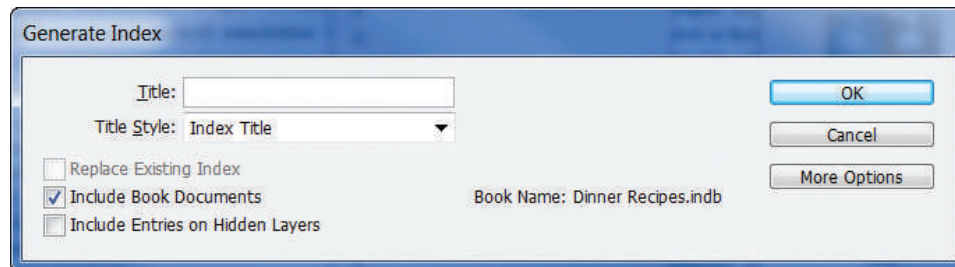 Generate Index
Title:
OK
Title Style: Index Title
Cancel
Replace Existing Index
More Options
Include Book Documents
Book Name: Dinner Recipes.indb
Include Entries on Hidden Layers